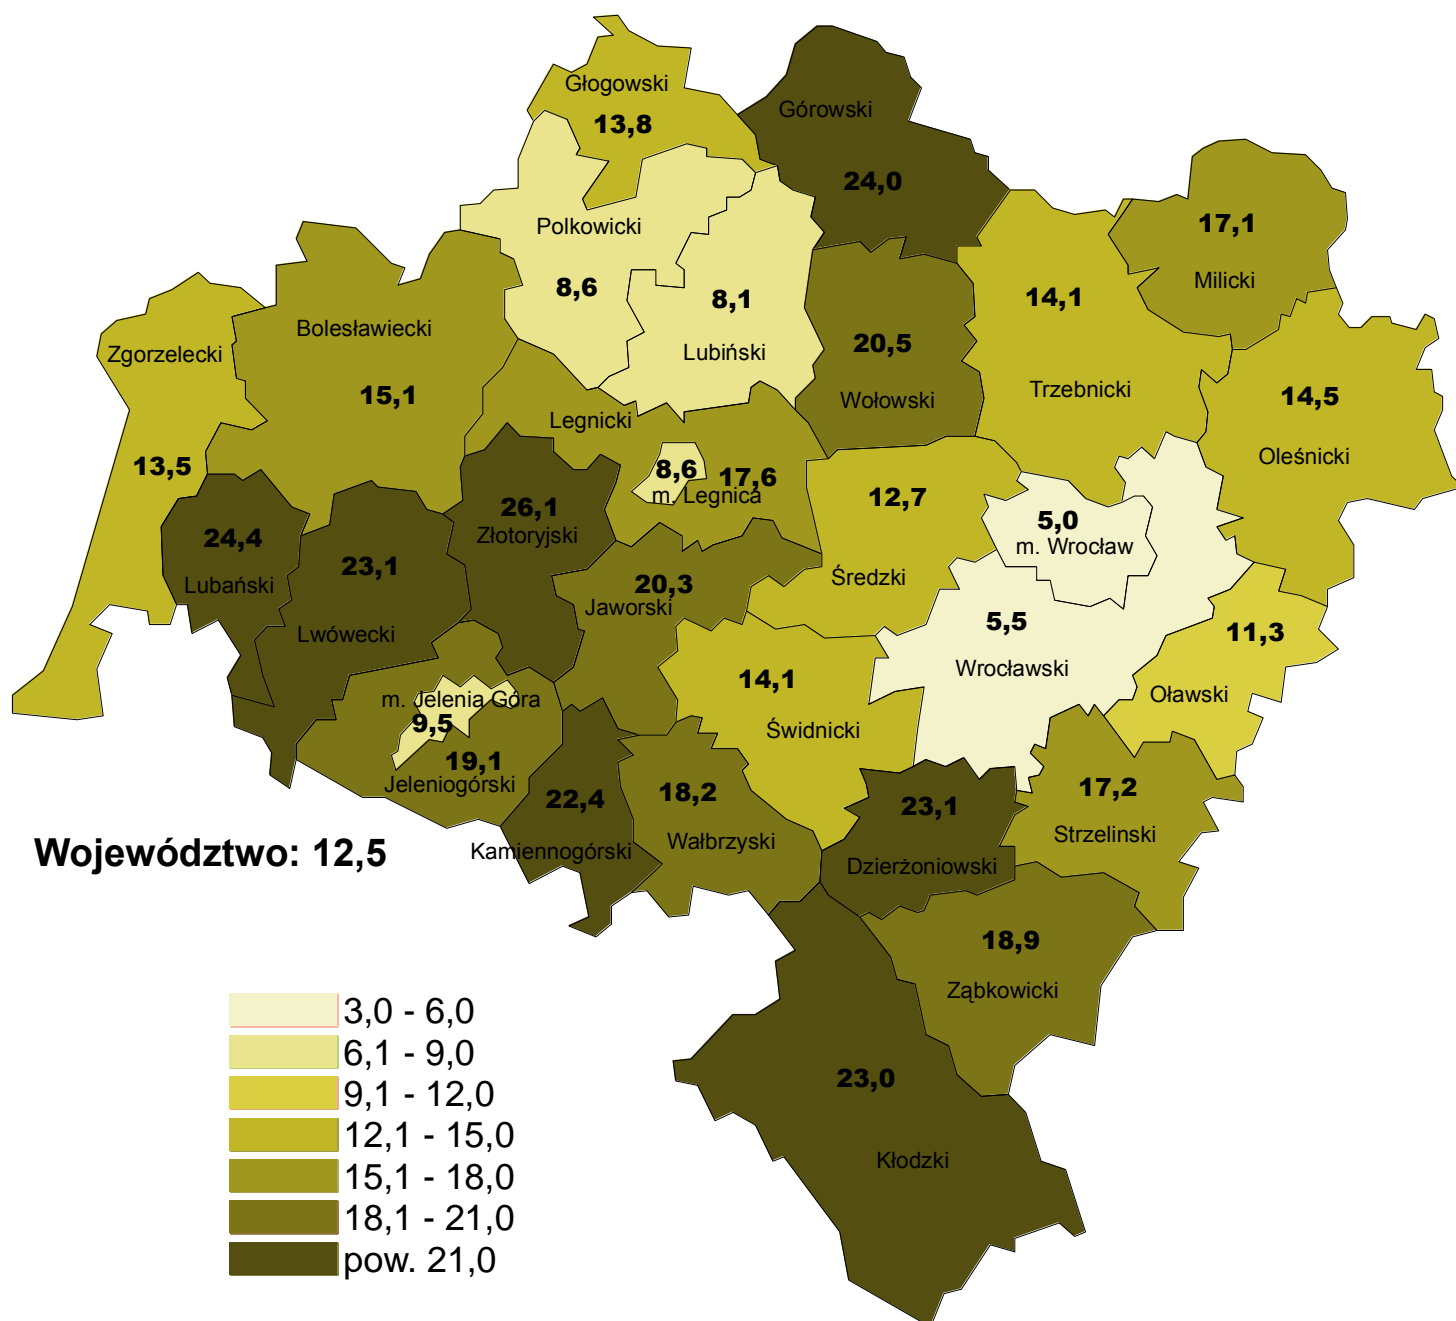 Głogowski
13,8
Górowski
24,0
Polkowicki
8,6
8,1
Lubiński
17,1
Milicki
14,1
Trzebnicki
Bolesławiecki
15,1
Zgorzelecki
13,5
20,5
Wołowski
14,5
Oleśnicki
Legnicki
17,6
8,6
m. Legnica
26,1
Złotoryjski
12,7
Średzki
5,0
m. Wrocław
24,4
Lubański
23,1
Lwówecki
20,3
Jaworski
5,5
Wrocławski
11,3
Oławski
m. Jelenia Góra
9,5
19,1
Jeleniogórski
14,1
Świdnicki
22,4
Kamiennogórski
18,2
Wałbrzyski
23,1
Dzierżoniowski
17,2
Strzelinski
Województwo: 12,5
18,9
Ząbkowicki
23,0
Kłodzki
3,0 - 6,0
6,1 - 9,0
9,1 - 12,0
12,1 - 15,0
15,1 - 18,0
18,1 - 21,0
pow. 21,0